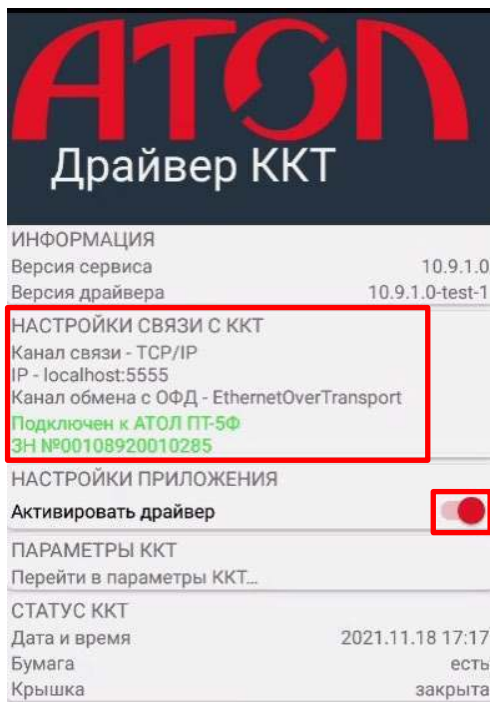 АТОЛ
Драйвер ККТ
ИНФОРМАЦИЯ
Версия сервиса 10.9.1.0
Версия драйвера 10.9.1.0-test-1
НАСТРОЙКИ СВЯЗИ С ККТ
Канал связи - TCP/IP
IP - localhost:5555
Канал обмена с ОФД - EthernetOverTransport
Подключен к АТОЛ ПТ-5Ф
ЗН №00108920010285
НАСТРОЙКИ ПРИЛОЖЕНИЯ
Активировать драйвер
ПАРАМЕТРЫ ККТ
Перейти в параметры ККТ...
СТАТУС ККТ
Дата и время 2021.11.18 17:17
Бумага есть
Крышка закрыта